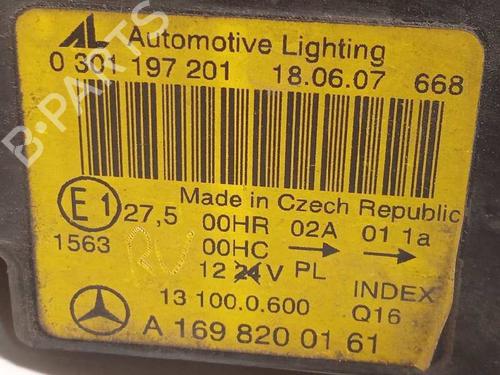 AL Automotive Lighting
0 301 197 201 18.06.07 668
Made in Czech Republic
E1 27,5 00HR 02A 01 1a
1563 00HC → →
12 24V PL
13 100.0.600 INDEX
A 169 820 01 61 Q16
B-PARTS